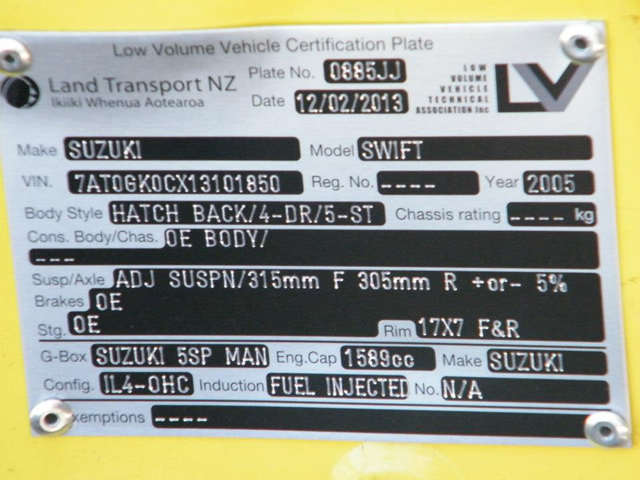 Low Volume Vehicle Certification Plate
Land Transport NZ
Ikiiki Whenua Aotearoa
Plate No. 0885JJ
Date 12/02/2013
LOW
VOLUME
VEHICLE
TECHNICAL
ASSOCIATION Inc
LV
Make SUZUKI Model SWIFT
VIN. 7AT0GK0CX13101850 Reg. No. ---- Year 2005
Body Style HATCH BACK/4-DR/5-ST Chassis rating ---- kg
Cons. Body/Chas. OE BODY/
---
Susp/Axle ADJ SUSPN/315mm F 305mm R +or- 5%
Brakes OE
Stg. OE Rim 17X7 F&R
G-Box SUZUKI 5SP MAN Eng.Cap 1589cc Make SUZUKI
Config. IL4-OHC Induction FUEL INJECTED No. N/A
xemptions ----